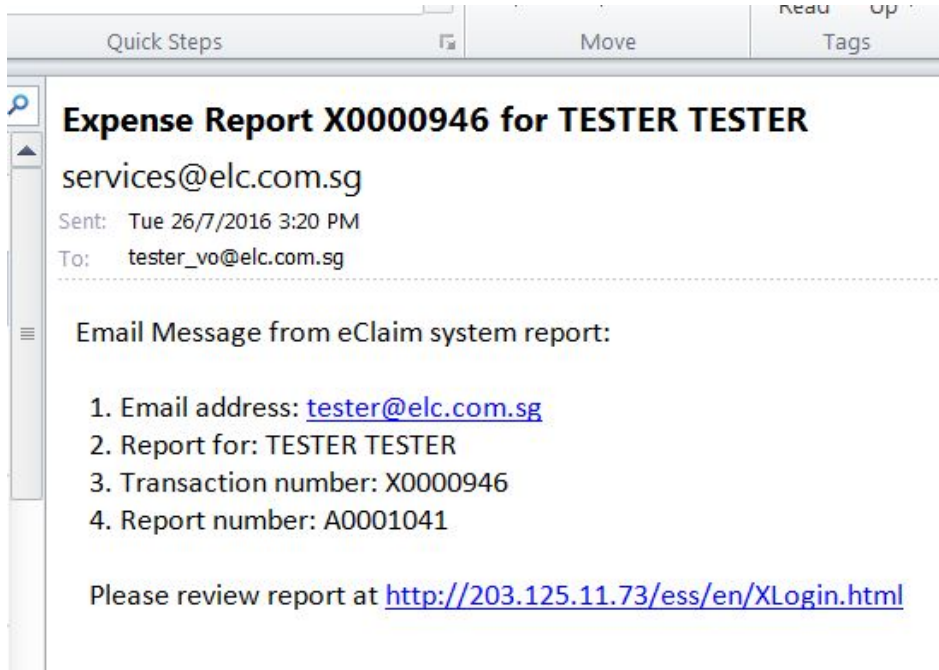 Read Up
Quick Steps Move Tags
Expense Report X0000946 for TESTER TESTER
services@elc.com.sg
Sent: Tue 26/7/2016 3:20 PM
To: tester_vo@elc.com.sg
Email Message from eClaim system report:
1. Email address: tester@elc.com.sg
2. Report for: TESTER TESTER
3. Transaction number: X0000946
4. Report number: A0001041
Please review report at http://203.125.11.73/ess/en/XLogin.html